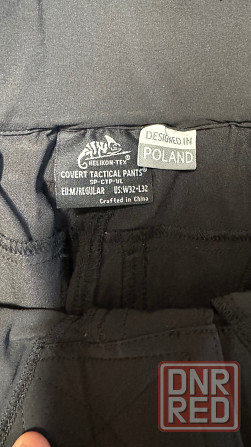 HELIKON-TEX®
COVERT TACTICAL PANTS®
SP-CTP-VL
EU:M/REGULAR US:W32-L32
Crafted in China
DESIGNED IN
POLAND
DNR
RED